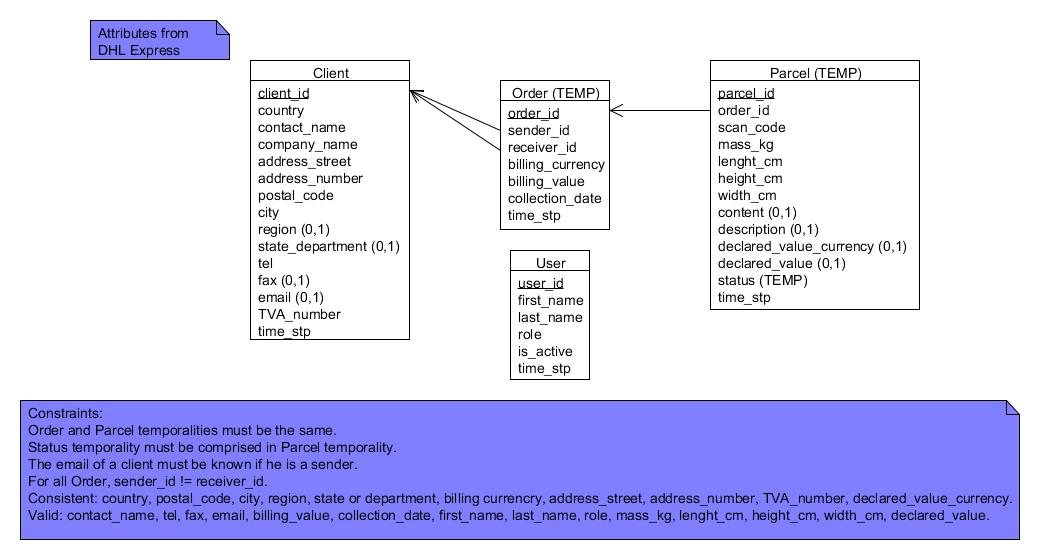 Attributes from
DHL Express
Client
client_id
country
contact_name
company_name
address_street
address_number
postal_code
city
region (0,1)
state_department (0,1)
tel
fax (0,1)
email (0,1)
TVA_number
time_stp
Order (TEMP)
order_id
sender_id
receiver_id
billing_currency
billing_value
collection_date
time_stp
Parcel (TEMP)
parcel_id
order_id
scan_code
mass_kg
lenght_cm
height_cm
width_cm
content (0,1)
description (0,1)
declared_value_currency (0,1)
declared_value (0,1)
status (TEMP)
time_stp
User
user_id
first_name
last_name
role
is_active
time_stp
Constraints:
Order and Parcel temporalities must be the same.
Status temporality must be comprised in Parcel temporality.
The email of a client must be known if he is a sender.
For all Order, sender_id != receiver_id.
Consistent: country, postal_code, city, region, state or department, billing currencry, address_street, address_number, TVA_number, declared_value_currency.
Valid: contact_name, tel, fax, email, billing_value, collection_date, first_name, last_name, role, mass_kg, lenght_cm, height_cm, width_cm, declared_value.